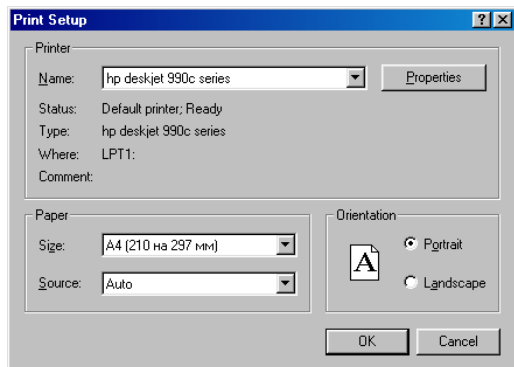 Print Setup
Printer
Name: hp deskjet 990c series Properties
Status: Default printer; Ready
Type: hp deskjet 990c series
Where: LPT1:
Comment:
Paper
Size: A4 (210 на 297 мм)
Source: Auto
Orientation
A
Portrait
Landscape
OK Cancel